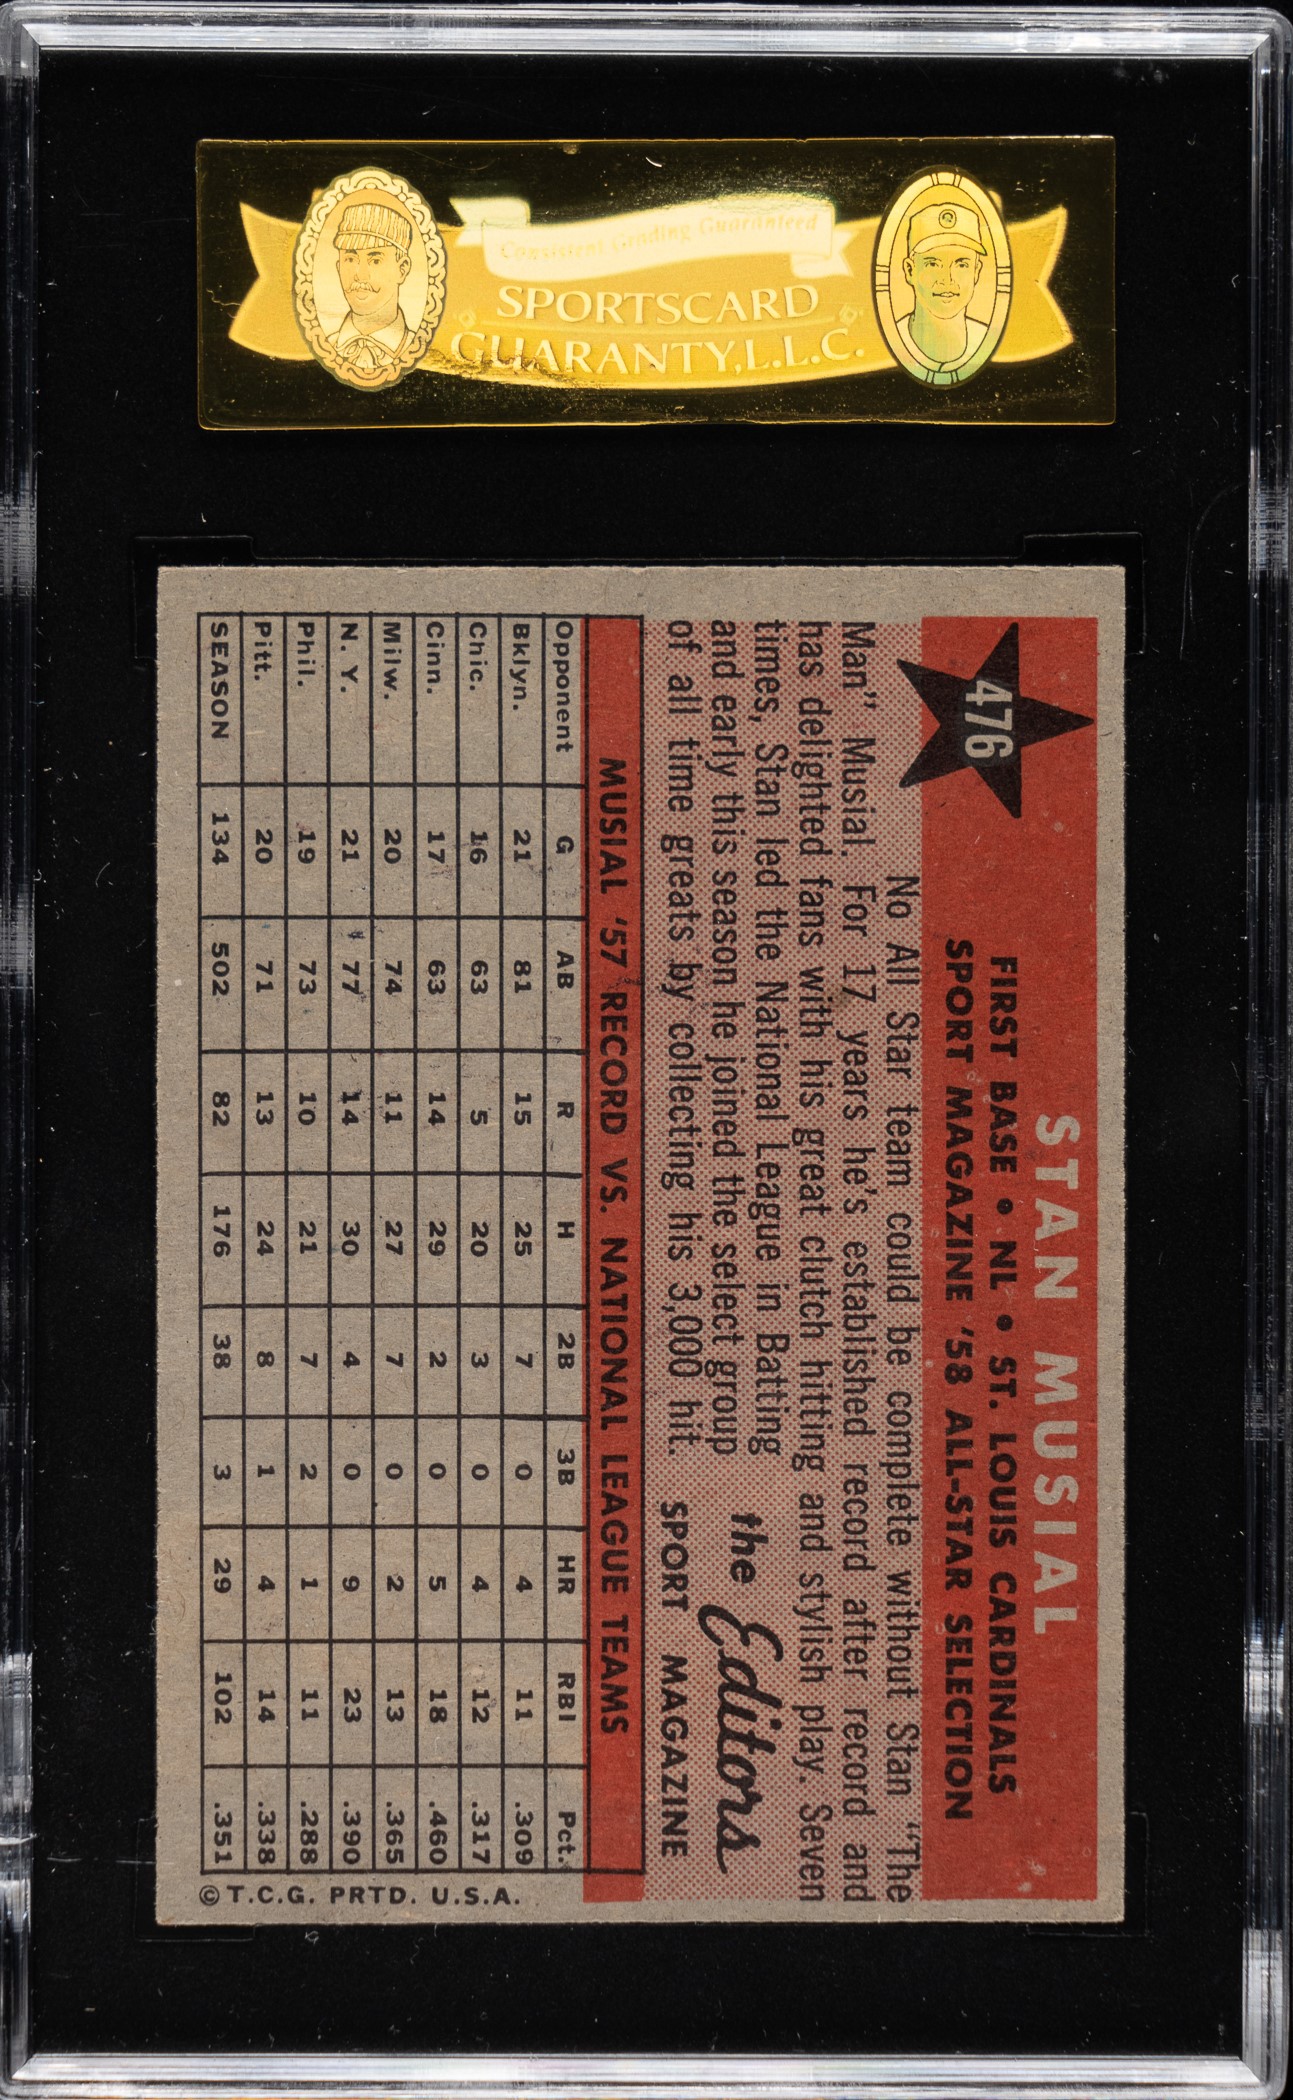 Consistent Grading Guaranteed
SPORTSCARD
GUARANTY, L.L.C.
476
STAN MUSIAL
FIRST BASE • NL • ST. LOUIS CARDINALS
SPORT MAGAZINE '58 ALL-STAR SELECTION
No All Star team could be complete without Stan "The
Man" Musial. For 17 years he's established record after record and
has delighted fans with his great clutch hitting and stylish play. Seven
times, Stan led the National League in Batting
and early this season he joined the select group
of all time greats by collecting his 3,000 hit.
the Editors
SPORT MAGAZINE
MUSIAL '57 RECORD VS. NATIONAL LEAGUE TEAMS
Opponent G AB R H 2B 3B HR RBI Pct.
Bklyn. 21 81 15 25 7 0 4 11 .309
Chic. 16 63 5 20 3 0 4 12 .317
Cinn. 17 63 14 29 2 0 5 18 .460
Milw. 20 74 11 27 7 0 2 13 .365
N. Y. 21 77 14 30 4 0 9 23 .390
Phil. 19 73 10 21 7 2 1 11 .288
Pitt. 20 71 13 24 8 1 4 14 .338
SEASON 134 502 82 176 38 3 29 102 .351
© T.C.G. PRTD. U.S.A.